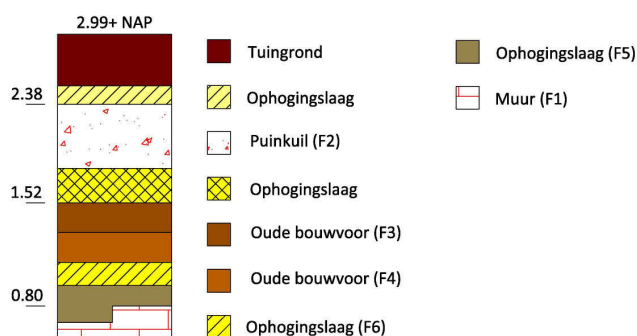 2.99+ NAP
2.38
1.52
0.80
Tuingrond
Ophogingslaag
Puinkuil (F2)
Ophogingslaag
Oude bouwvoor (F3)
Oude bouwvoor (F4)
Ophogingslaag (F6)
Ophogingslaag (F5)
Muur (F1)